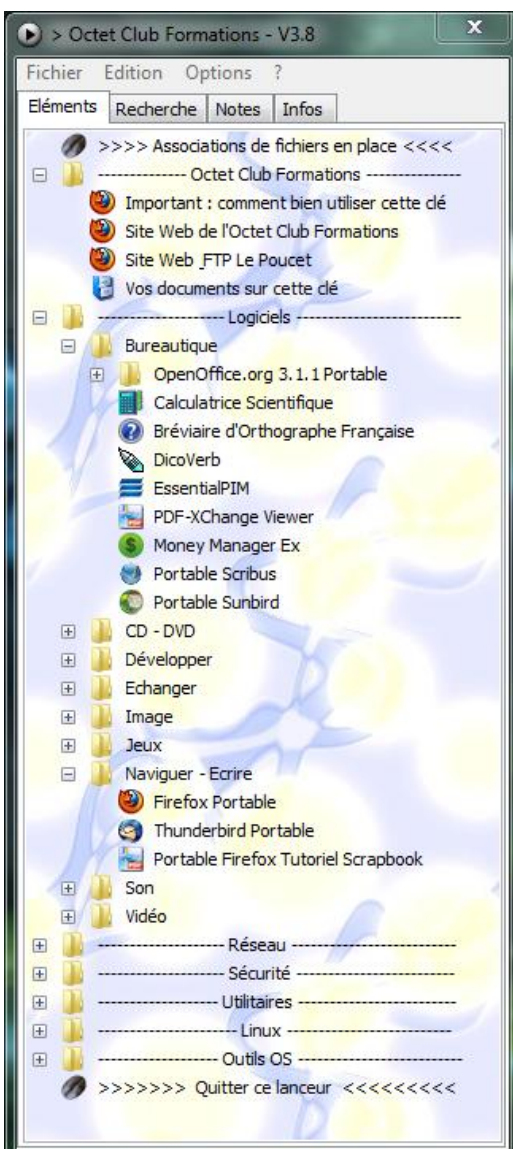 > Octet Club Formations - V3.8
x
Fichier Edition Options ?
Eléments Recherche Notes Infos
>>>> Associations de fichiers en place <<<<
-------------- Octet Club Formations ---------------
Important : comment bien utiliser cette clé
Site Web de l'Octet Club Formations
Site Web _FTP Le Poucet
Vos documents sur cette clé
-------------------- Logiciels --------------------------
Bureautique
OpenOffice.org 3.1.1 Portable
Calculatrice Scientifique
Bréviaire d'Orthographe Française
DicoVerb
EssentialPIM
PDF-XChange Viewer
Money Manager Ex
Portable Scribus
Portable Sunbird
CD - DVD
Développer
Echanger
Image
Jeux
Naviguer - Ecrire
Firefox Portable
Thunderbird Portable
Portable Firefox Tutoriel Scrapbook
Son
Vidéo
-------------------- Réseau --------------------------
-------------------- Sécurité -------------------------
------------------- Utilitaires -------------------------
---------------------- Linux --------------------------
------------------- Outils OS --------------------------
>>>>>>> Quitter ce lanceur <<<<<<<<<